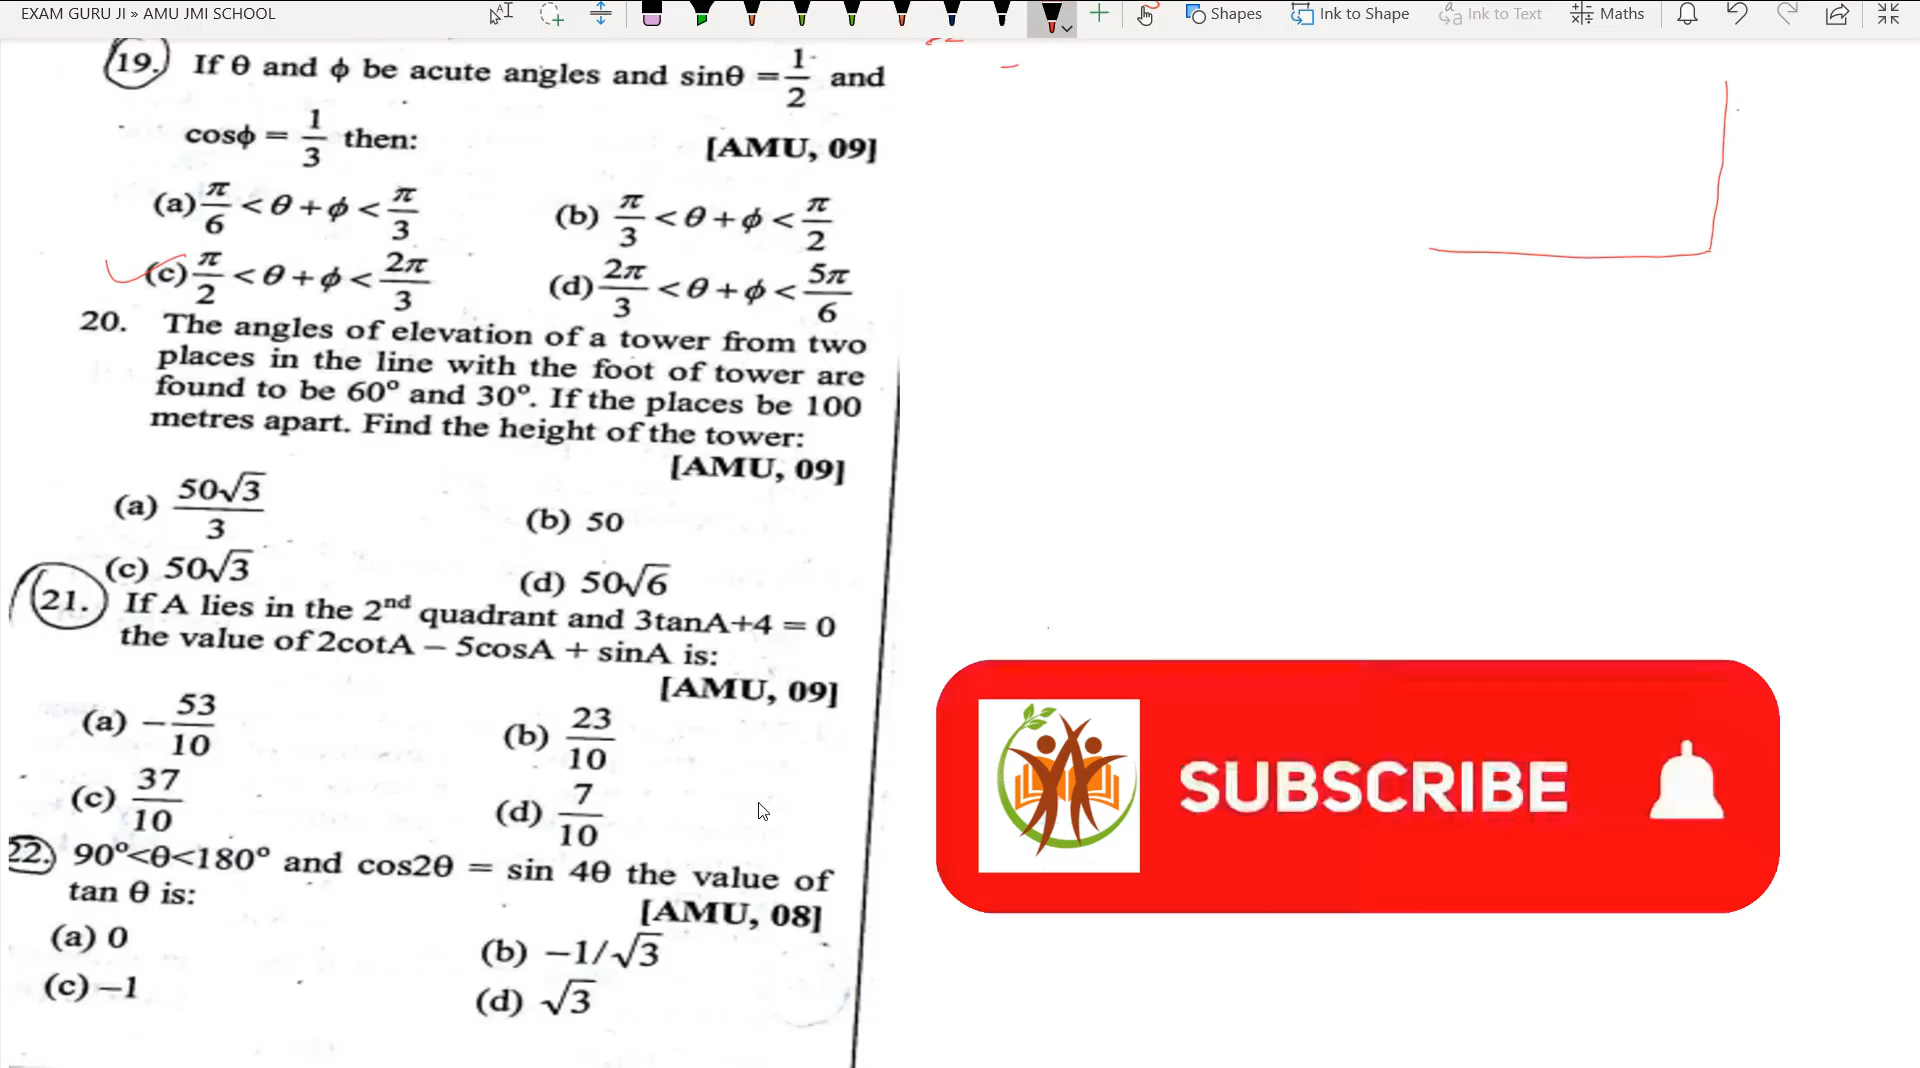 EXAM GURU JI » AMU JMI SCHOOL
Shapes
Ink to Shape
Ink to Text
Maths
19. If θ and ϕ be acute angles and sinθ = 1/2 and
cosϕ = 1/3 then: [AMU, 09]
(a) π/6 < θ + ϕ < π/3 (b) π/3 < θ + ϕ < π/2
(c) π/2 < θ + ϕ < 2π/3 (d) 2π/3 < θ + ϕ < 5π/6
20. The angles of elevation of a tower from two
places in the line with the foot of tower are
found to be 60° and 30°. If the places be 100
metres apart. Find the height of the tower:
[AMU, 09]
(a) 50√3/3 (b) 50
(c) 50√3 (d) 50√6
21. If A lies in the 2nd quadrant and 3tanA+4 = 0
the value of 2cotA – 5cosA + sinA is:
[AMU, 09]
(a) –53/10 (b) 23/10
(c) 37/10 (d) 7/10
22. 90°<θ<180° and cos2θ = sin 4θ the value of
tan θ is:
[AMU, 08]
(a) 0 (b) –1/√3
(c) –1 (d) √3
SUBSCRIBE